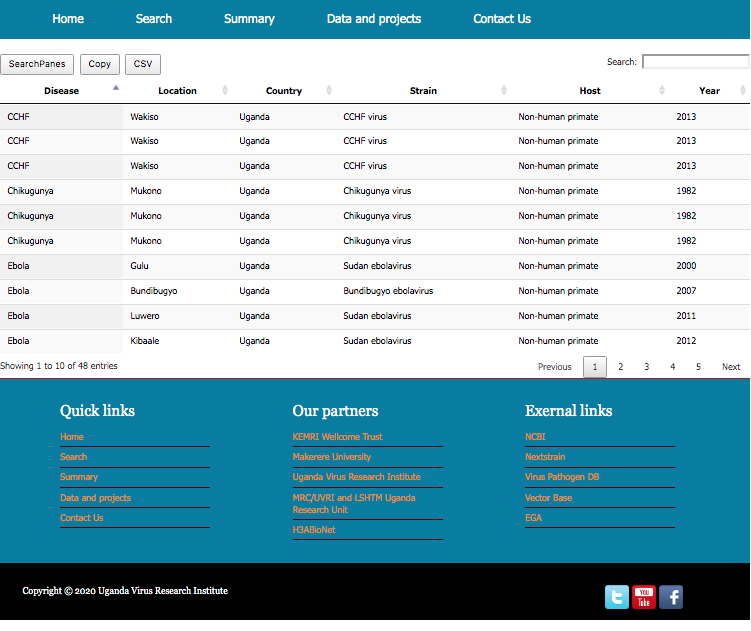 Home Search Summary Data and projects Contact Us
SearchPanes Copy CSV Search:
Disease Location Country Strain Host Year
CCHF Wakiso Uganda CCHF virus Non-human primate 2013
CCHF Wakiso Uganda CCHF virus Non-human primate 2013
CCHF Wakiso Uganda CCHF virus Non-human primate 2013
Chikugunya Mukono Uganda Chikugunya virus Non-human primate 1982
Chikugunya Mukono Uganda Chikugunya virus Non-human primate 1982
Chikugunya Mukono Uganda Chikugunya virus Non-human primate 1982
Ebola Gulu Uganda Sudan ebolavirus Non-human primate 2000
Ebola Bundibugyo Uganda Bundibugyo ebolavirus Non-human primate 2007
Ebola Luwero Uganda Sudan ebolavirus Non-human primate 2011
Ebola Kibaale Uganda Sudan ebolavirus Non-human primate 2012
Showing 1 to 10 of 48 entries Previous 1 2 3 4 5 Next
Quick links
Home
Search
Summary
Data and projects
Contact Us
Our partners
KEMRI Wellcome Trust
Makerere University
Uganda Virus Research Institute
MRC/UVRI and LSHTM Uganda
Research Unit
H3ABioNet
Exernal links
NCBI
Nextstrain
Virus Pathogen DB
Vector Base
EGA
Copyright © 2020 Uganda Virus Research Institute
t You Tube f